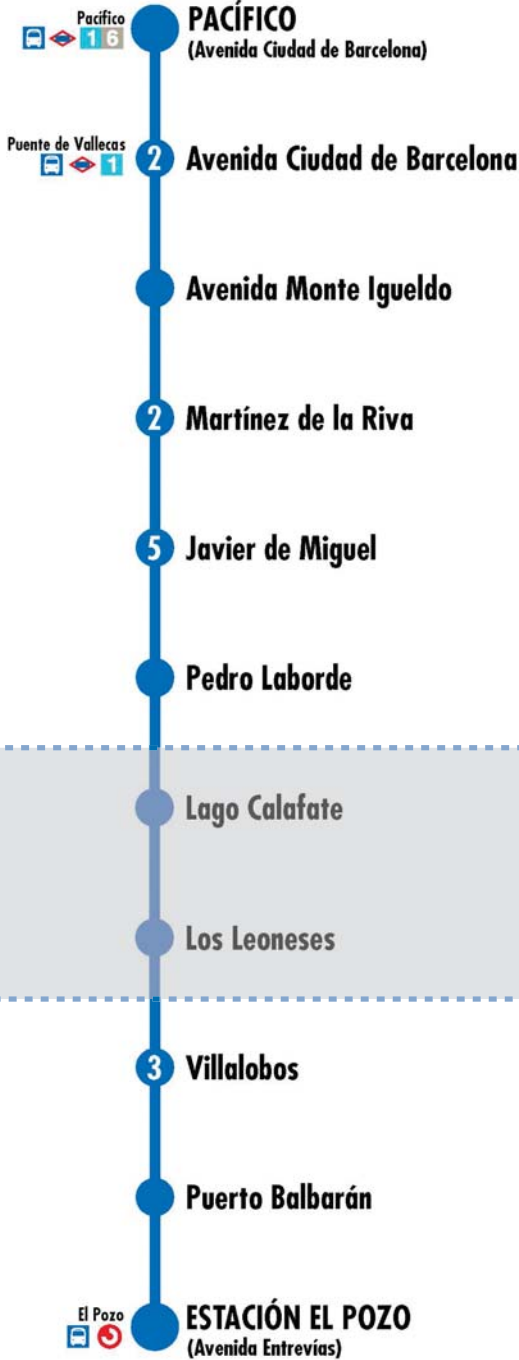 Pacífico
1 6
PACÍFICO
(Avenida Ciudad de Barcelona)
Puente de Vallecas
1
2 Avenida Ciudad de Barcelona
Avenida Monte Igueldo
2 Martínez de la Riva
5 Javier de Miguel
Pedro Laborde
Lago Calafate
Los Leoneses
3 Villalobos
Puerto Balbarán
El Pozo
ESTACIÓN EL POZO
(Avenida Entrevías)